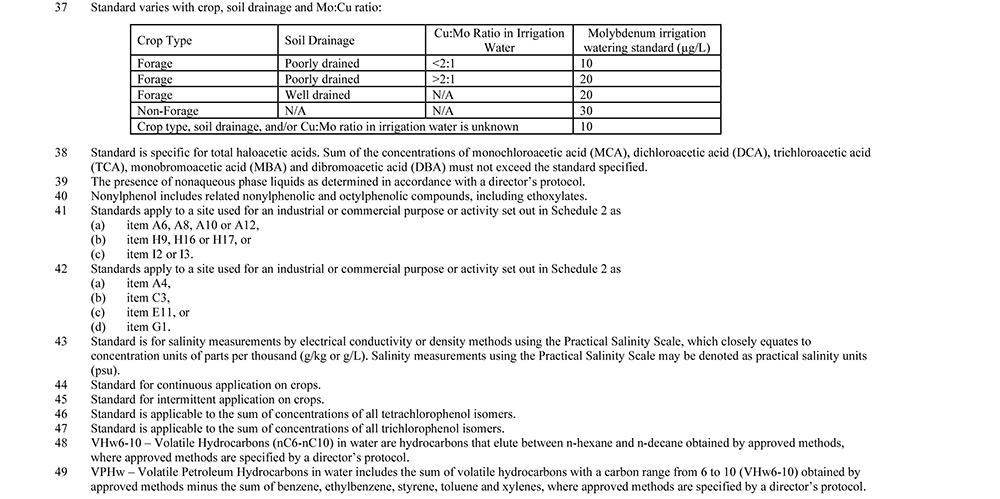 37 Standard varies with crop, soil drainage and Mo:Cu ratio:
Crop Type Soil Drainage Cu:Mo Ratio in Irrigation Water Molybdenum irrigation watering standard (µg/L)
Forage Poorly drained <2:1 10
Forage Poorly drained >2:1 20
Forage Well drained N/A 20
Non-Forage N/A N/A 30
Crop type, soil drainage, and/or Cu:Mo ratio in irrigation water is unknown 10
38 Standard is specific for total haloacetic acids. Sum of the concentrations of monochloroacetic acid (MCA), dichloroacetic acid (DCA), trichloroacetic acid
(TCA), monobromoacetic acid (MBA) and dibromoacetic acid (DBA) must not exceed the standard specified.
39 The presence of nonaqueous phase liquids as determined in accordance with a director's protocol.
40 Nonylphenol includes related nonylphenolic and octylphenolic compounds, including ethoxylates.
41 Standards apply to a site used for an industrial or commercial purpose or activity set out in Schedule 2 as
(a) item A6, A8, A10 or A12,
(b) item H9, H16 or H17, or
(c) item I2 or I3.
42 Standards apply to a site used for an industrial or commercial purpose or activity set out in Schedule 2 as
(a) item A4,
(b) item C3,
(c) item E11, or
(d) item G1.
43 Standard is for salinity measurements by electrical conductivity or density methods using the Practical Salinity Scale, which closely equates to
concentration units of parts per thousand (g/kg or g/L). Salinity measurements using the Practical Salinity Scale may be denoted as practical salinity units
(psu).
44 Standard for continuous application on crops.
45 Standard for intermittent application on crops.
46 Standard is applicable to the sum of concentrations of all tetrachlorophenol isomers.
47 Standard is applicable to the sum of concentrations of all trichlorophenol isomers.
48 VHw6-10 – Volatile Hydrocarbons (nC6-nC10) in water are hydrocarbons that elute between n-hexane and n-decane obtained by approved methods,
where approved methods are specified by a director's protocol.
49 VPHw – Volatile Petroleum Hydrocarbons in water includes the sum of volatile hydrocarbons with a carbon range from 6 to 10 (VHw6-10) obtained by
approved methods minus the sum of benzene, ethylbenzene, styrene, toluene and xylenes, where approved methods are specified by a director's protocol.